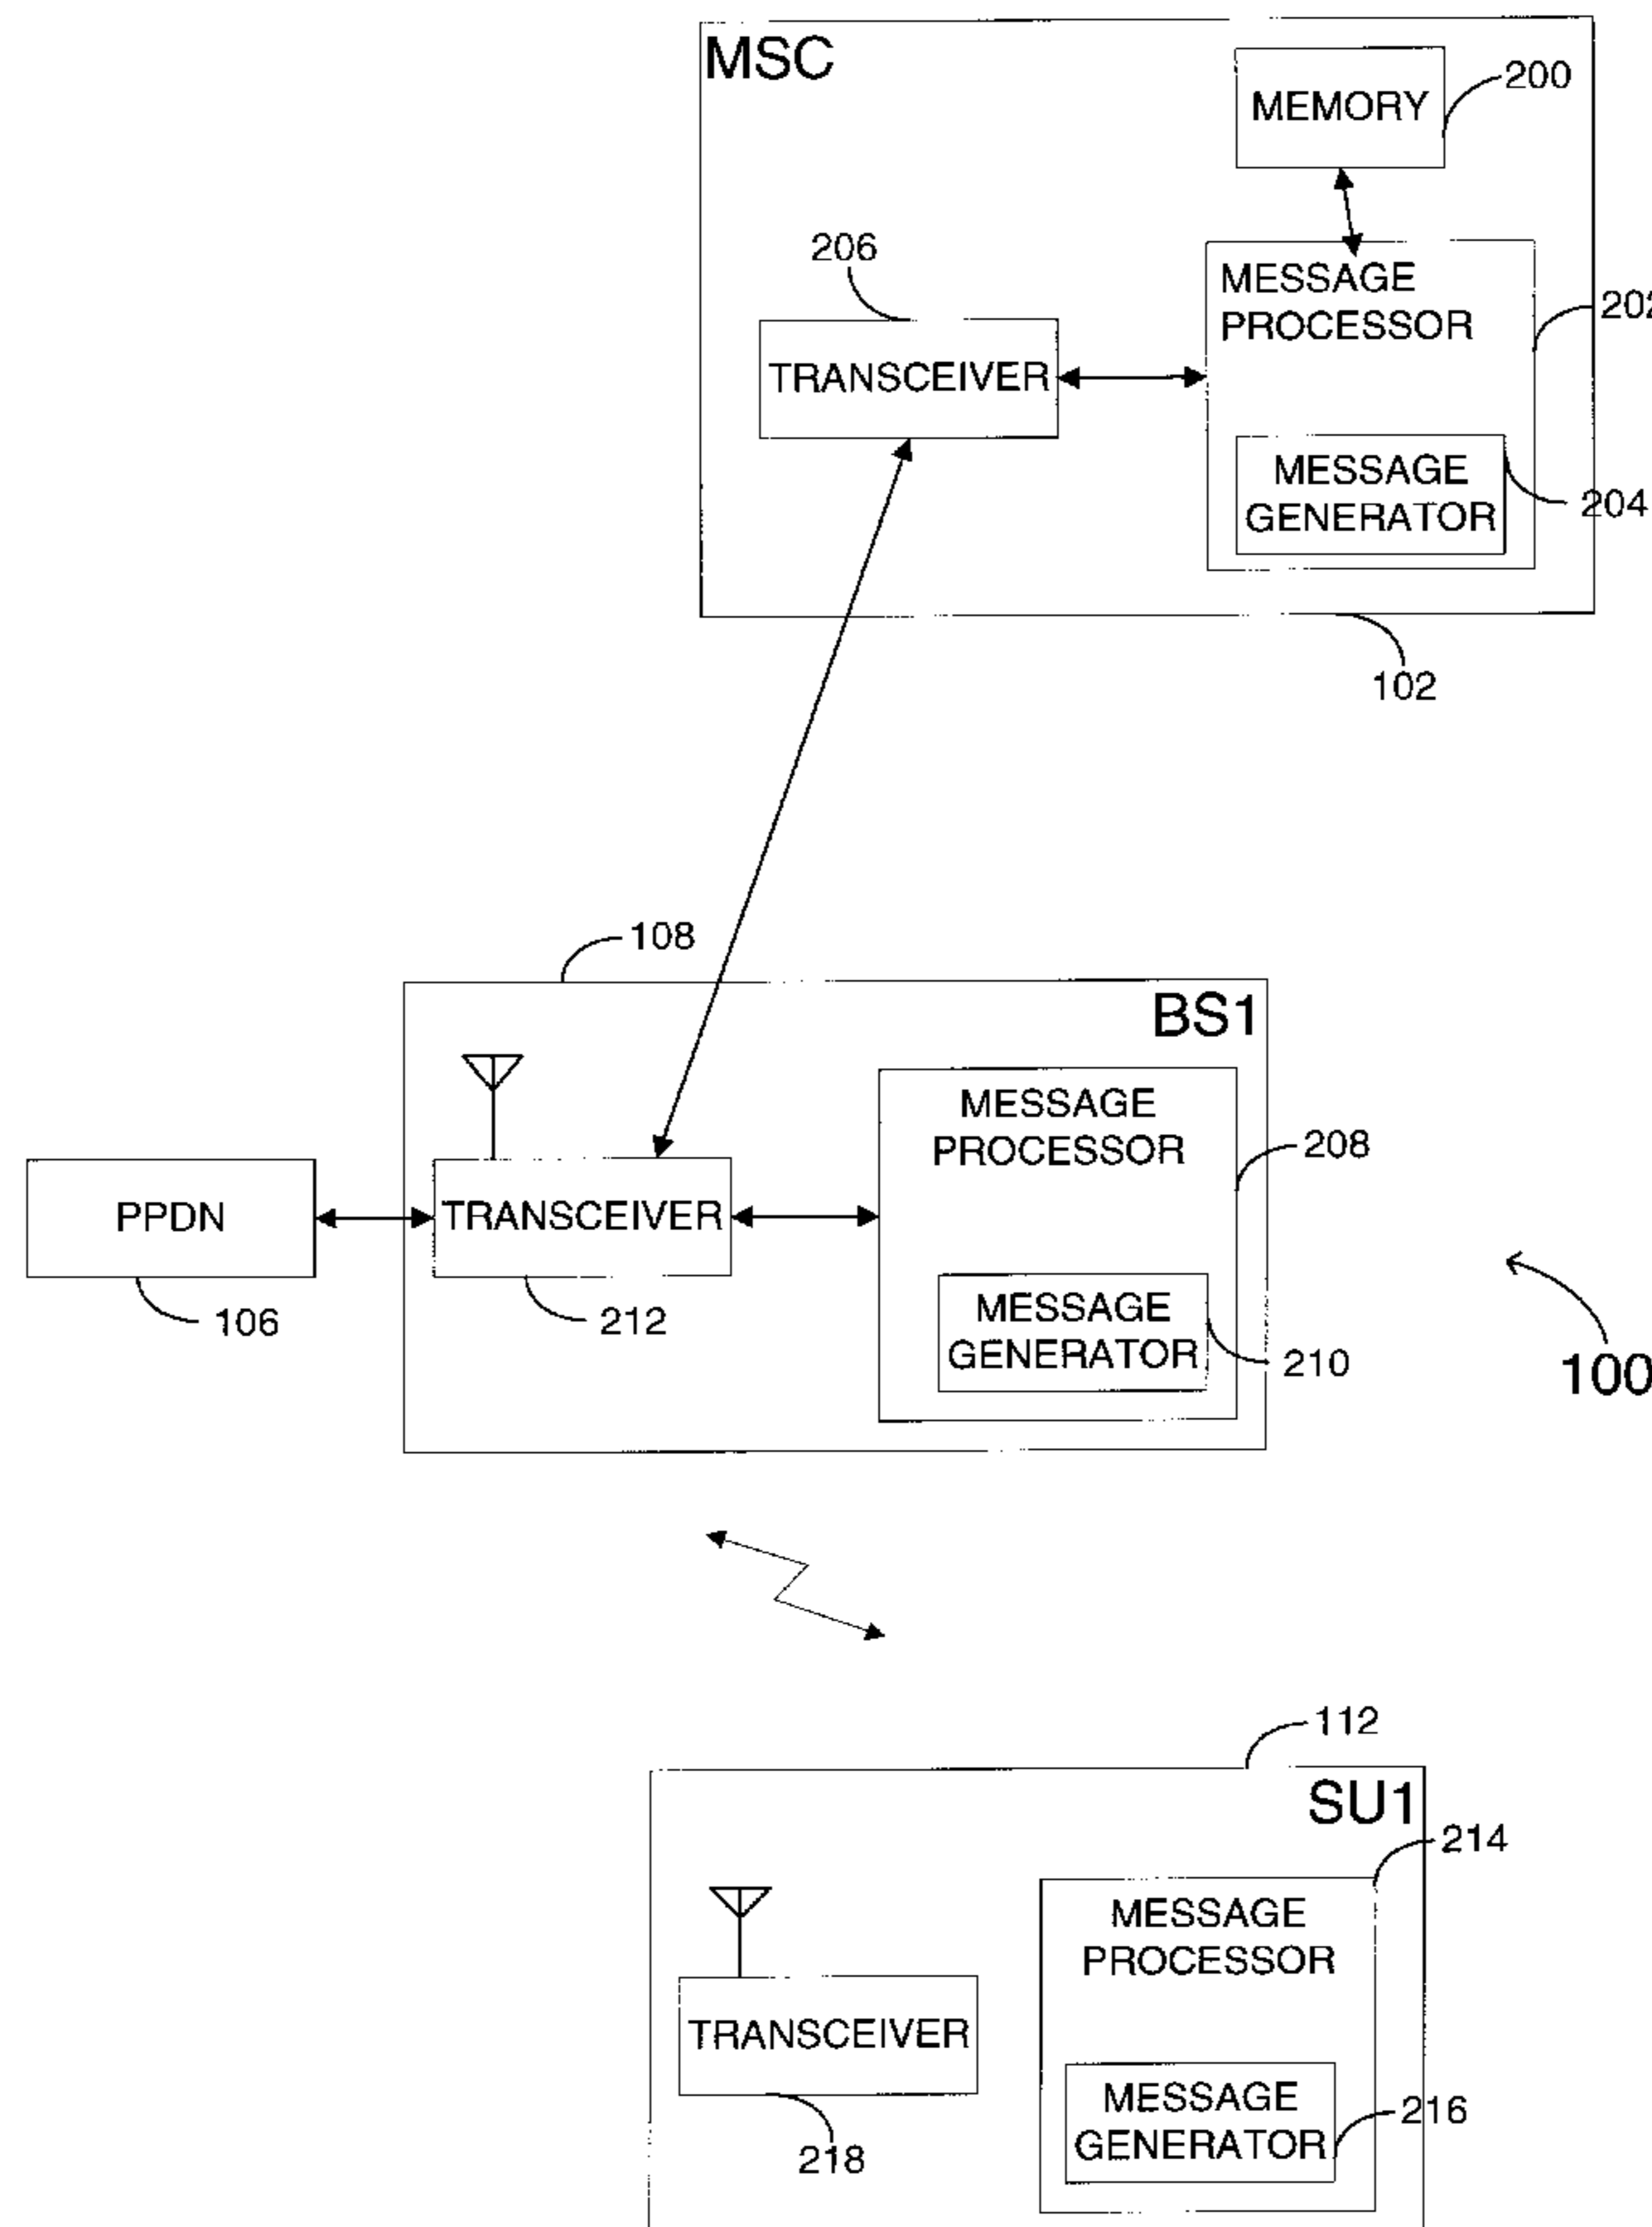 MSC
MEMORY
200
206
MESSAGE
PROCESSOR
202
TRANSCEIVER
MESSAGE
GENERATOR
204
102
108
BS1
MESSAGE
PROCESSOR
208
PPDN
TRANSCEIVER
106
212
MESSAGE
GENERATOR
210
100
112
SU1
214
MESSAGE
PROCESSOR
TRANSCEIVER
218
MESSAGE
GENERATOR
216